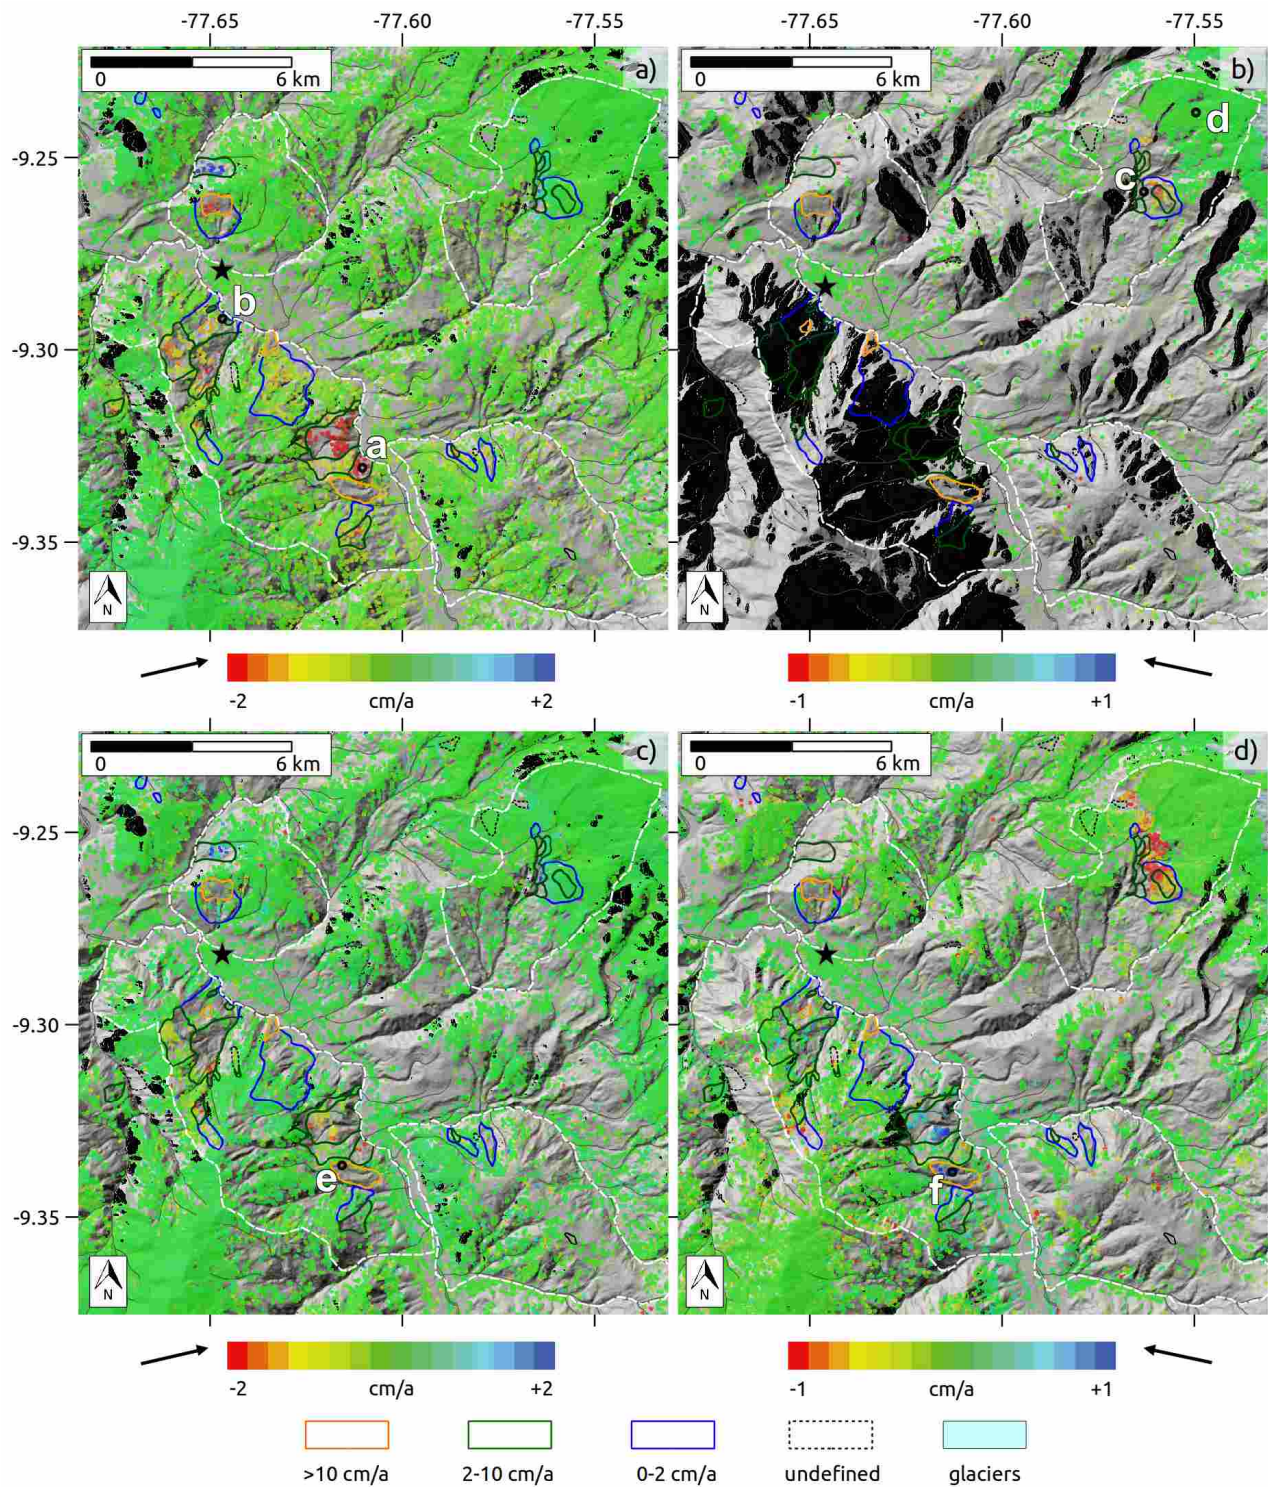 -77.65 -77.60 -77.55 -77.65 -77.60 -77.55
0 6 km a) 0 6 km b)
d
-9.25
c
b
-9.30
a
-9.35
N N
-2 cm/a +2 -1 cm/a +1
0 6 km c) 0 6 km d)
-9.25
-9.30
e f
-9.35
N N
-2 cm/a +2 -1 cm/a +1
>10 cm/a 2-10 cm/a 0-2 cm/a undefined glaciers